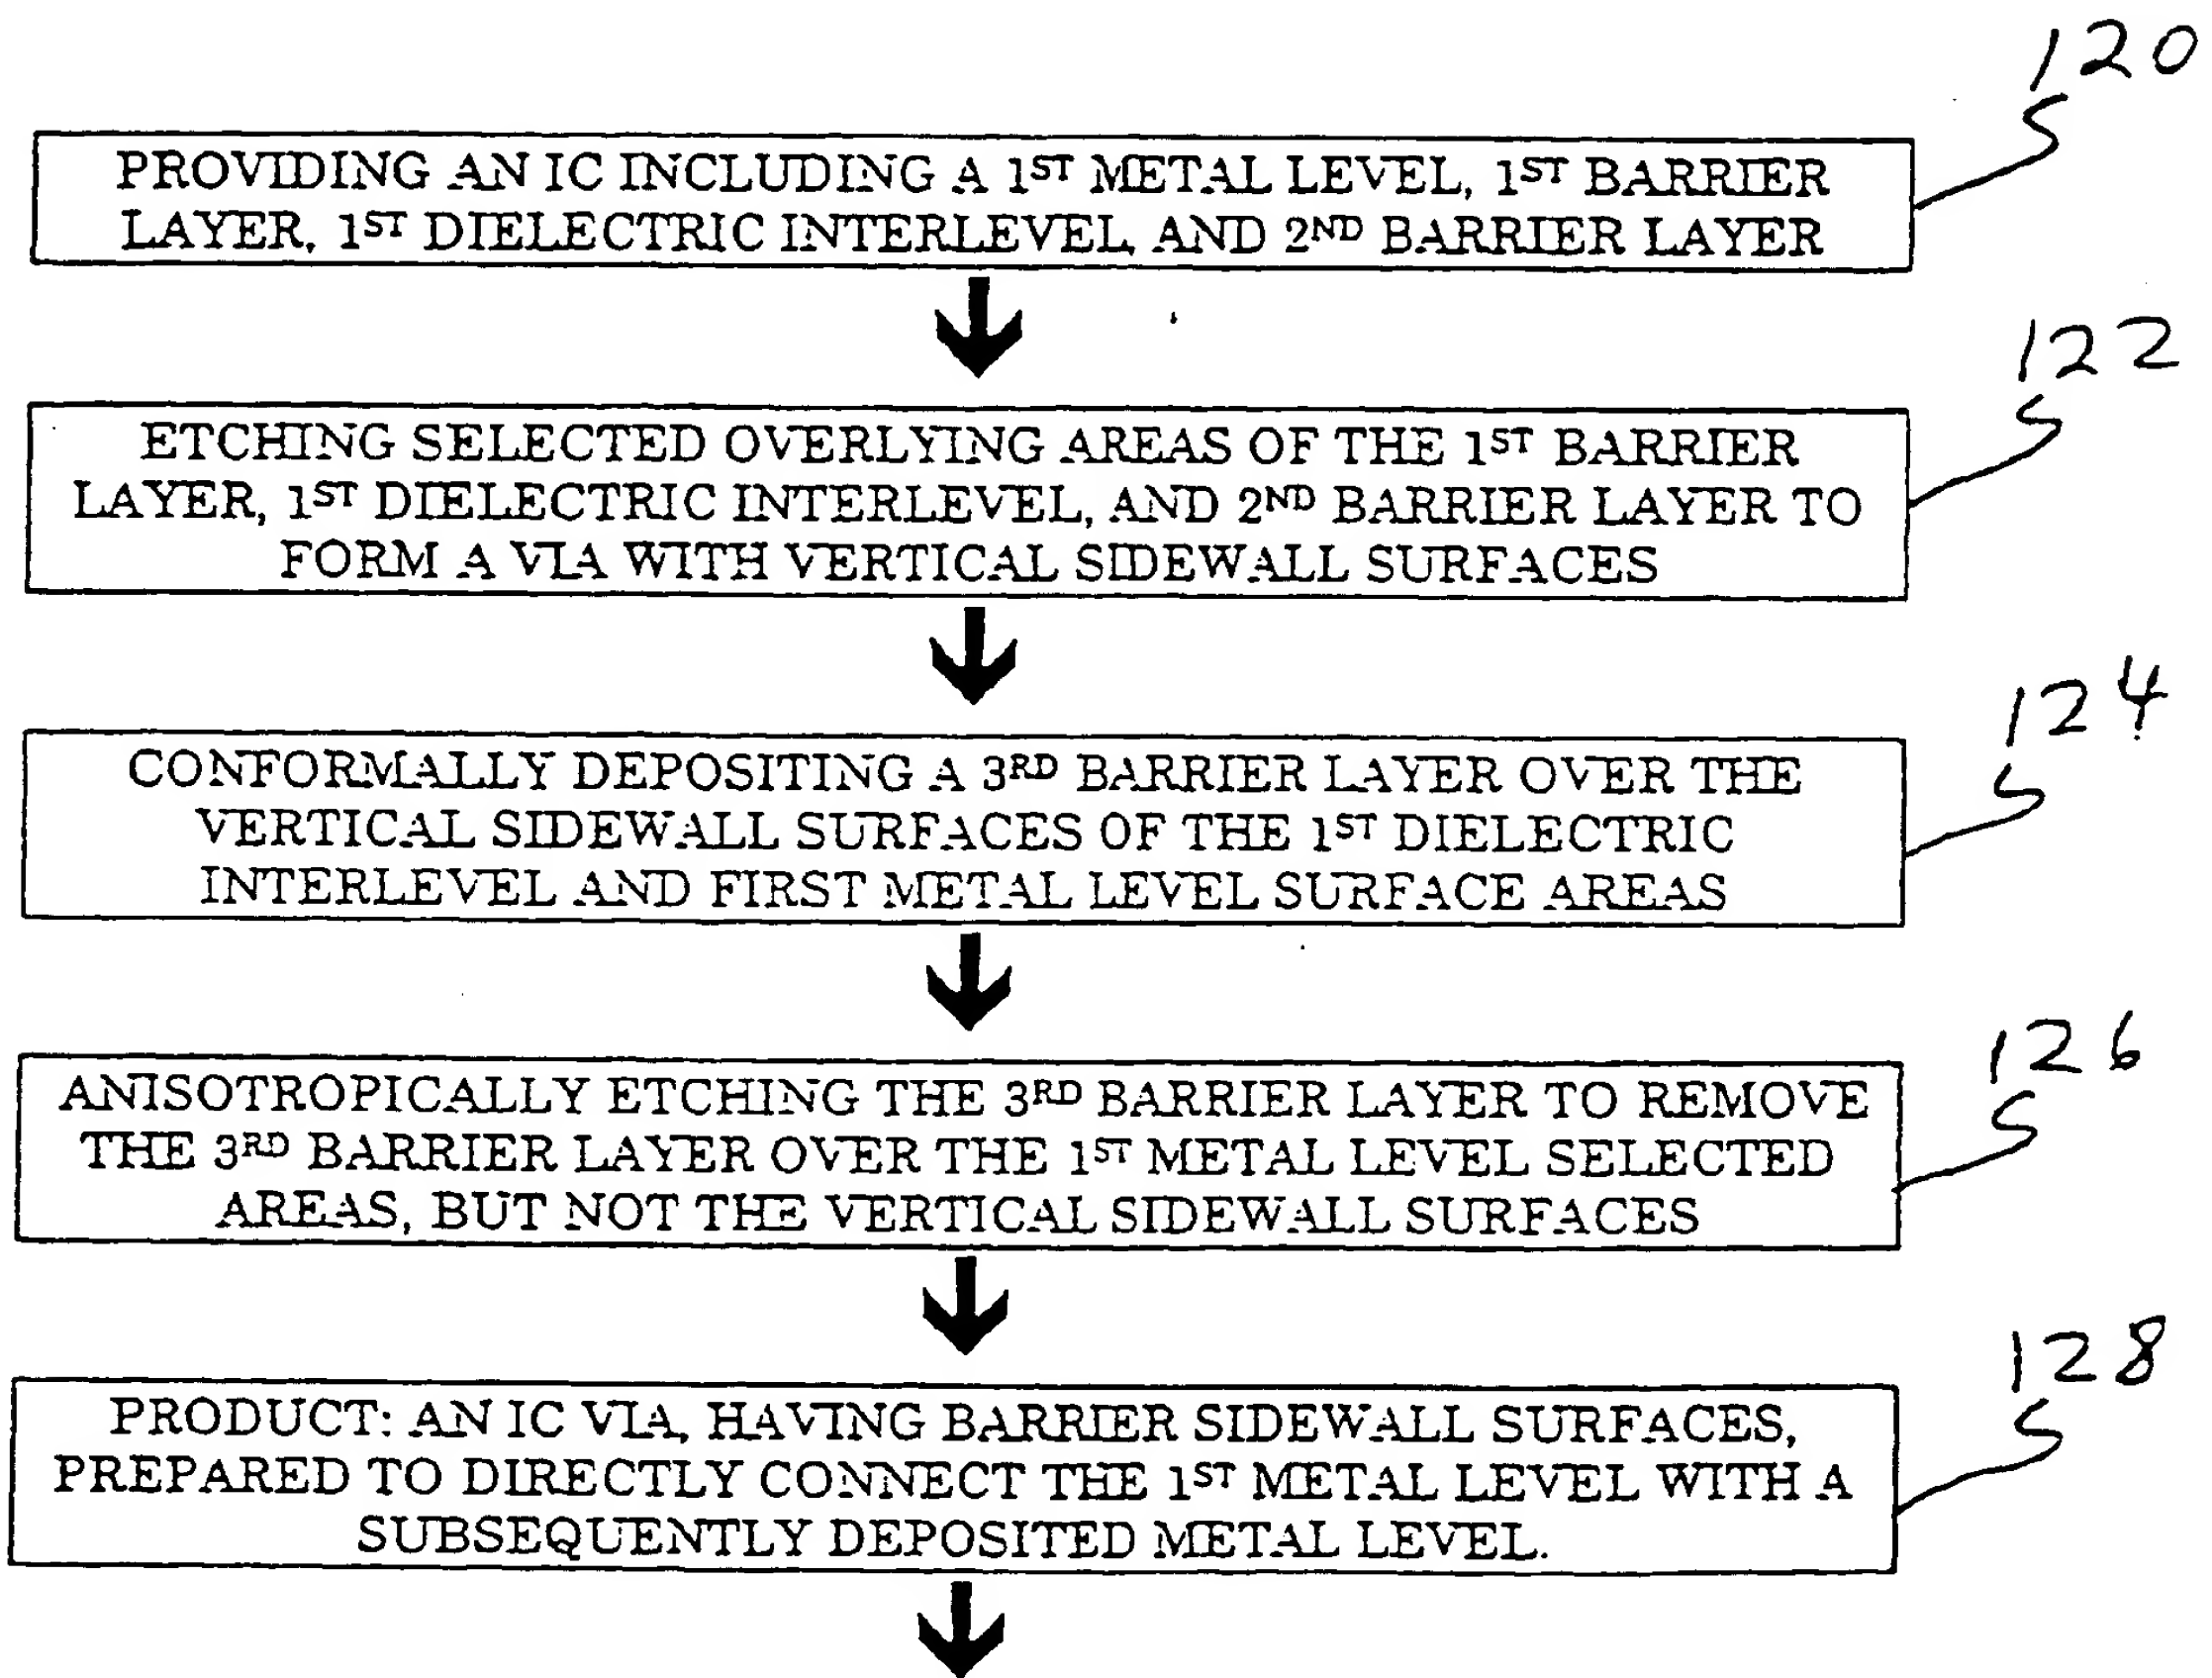 120
PROVIDING AN IC INCLUDING A 1ST METAL LEVEL, 1ST BARRIER
LAYER, 1ST DIELECTRIC INTERLEVEL, AND 2ND BARRIER LAYER
122
ETCHING SELECTED OVERLYING AREAS OF THE 1ST BARRIER
LAYER, 1ST DIELECTRIC INTERLEVEL, AND 2ND BARRIER LAYER TO
FORM A VIA WITH VERTICAL SIDEWALL SURFACES
124
CONFORMALLY DEPOSITING A 3RD BARRIER LAYER OVER THE
VERTICAL SIDEWALL SURFACES OF THE 1ST DIELECTRIC
INTERLEVEL AND FIRST METAL LEVEL SURFACE AREAS
126
ANISOTROPICALLY ETCHING THE 3RD BARRIER LAYER TO REMOVE
THE 3RD BARRIER LAYER OVER THE 1ST METAL LEVEL SELECTED
AREAS, BUT NOT THE VERTICAL SIDEWALL SURFACES
128
PRODUCT: AN IC VIA, HAVING BARRIER SIDEWALL SURFACES,
PREPARED TO DIRECTLY CONNECT THE 1ST METAL LEVEL WITH A
SUBSEQUENTLY DEPOSITED METAL LEVEL.